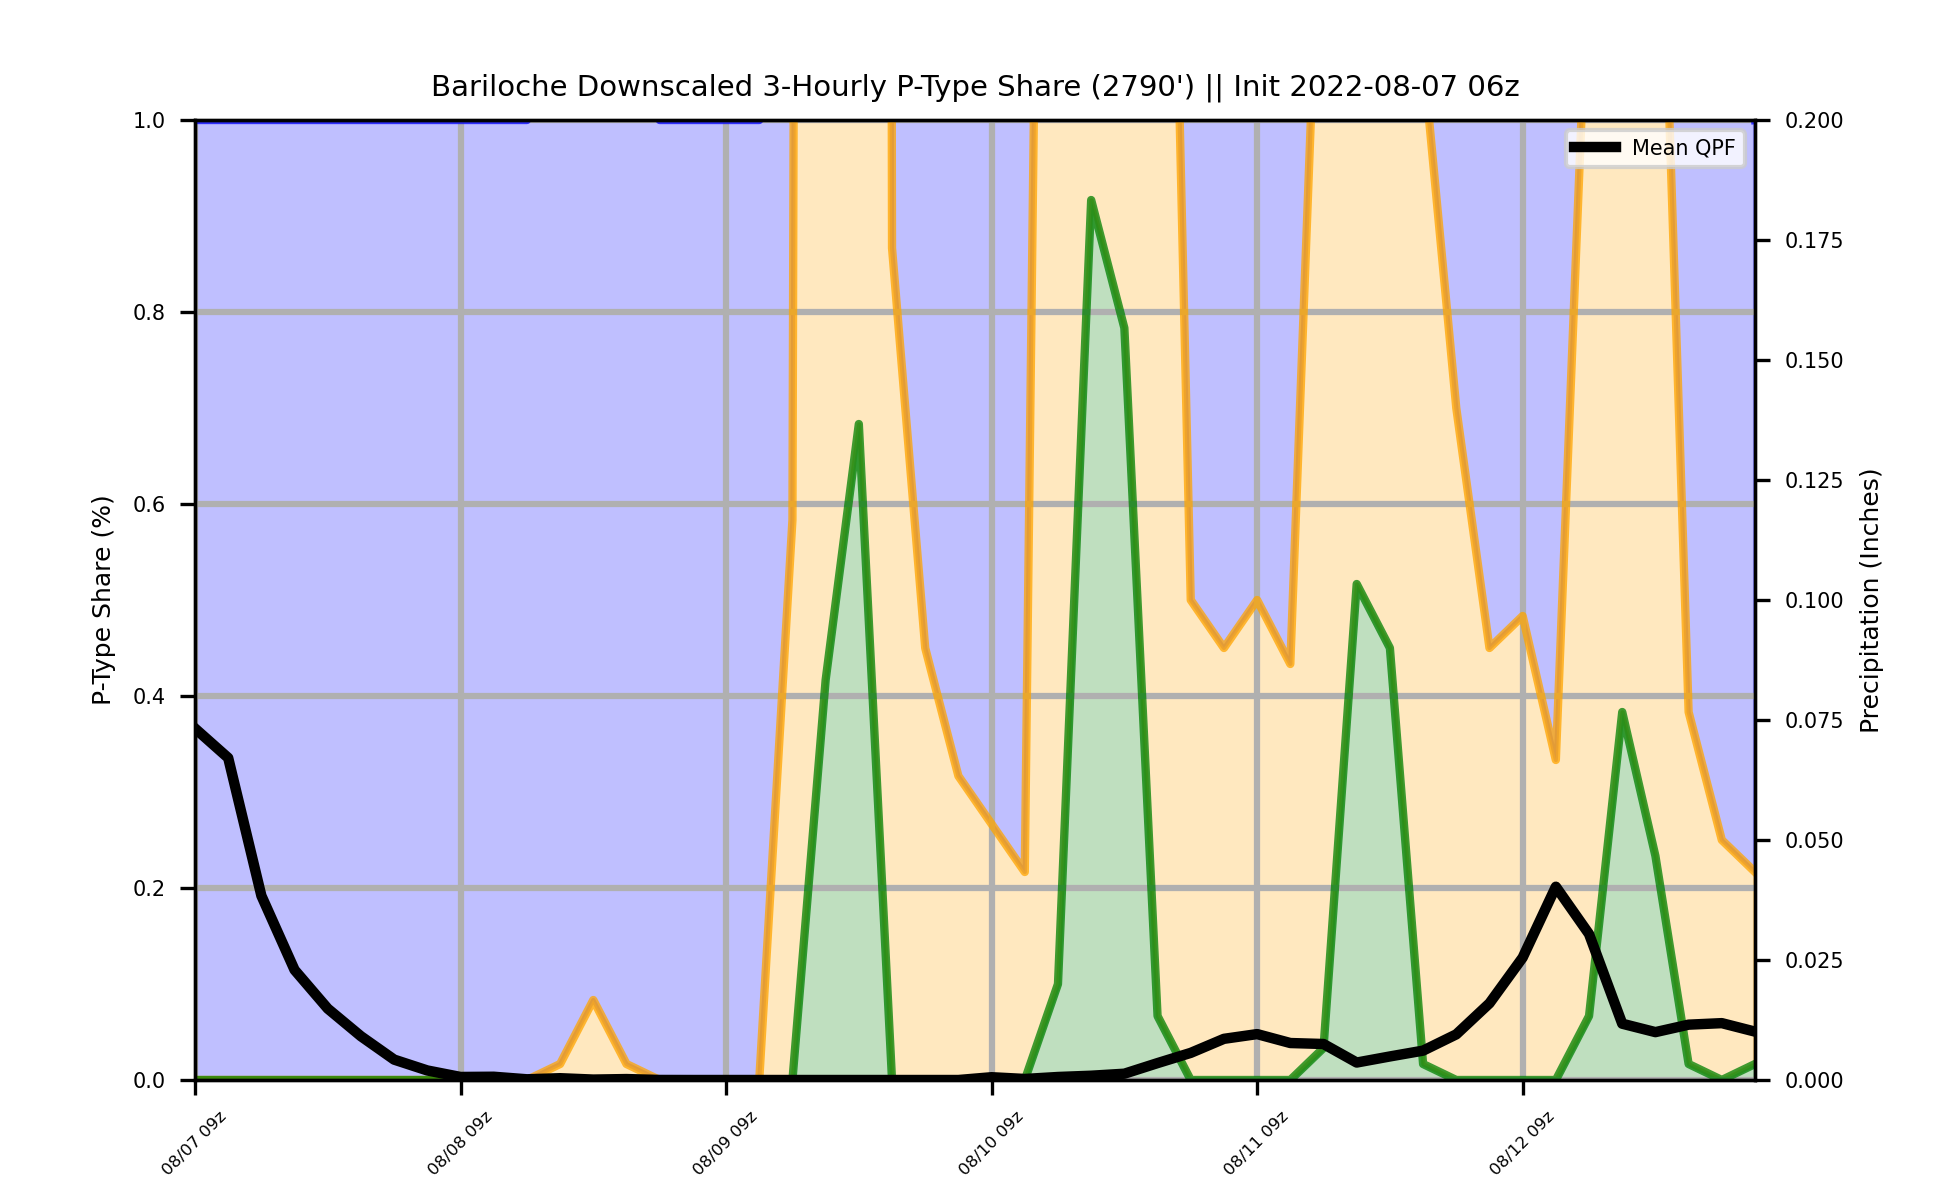 Bariloche Downscaled 3-Hourly P-Type Share (2790') || Init 2022-08-07 06z
Mean QPF
P-Type Share (%)
1.0
0.8
0.6
0.4
0.2
0.0
0.200
0.175
0.150
0.125
0.100
0.075
0.050
0.025
0.000
Precipitation (Inches)
08/07 09z
08/08 09z
08/09 09z
08/10 09z
08/11 09z
08/12 09z